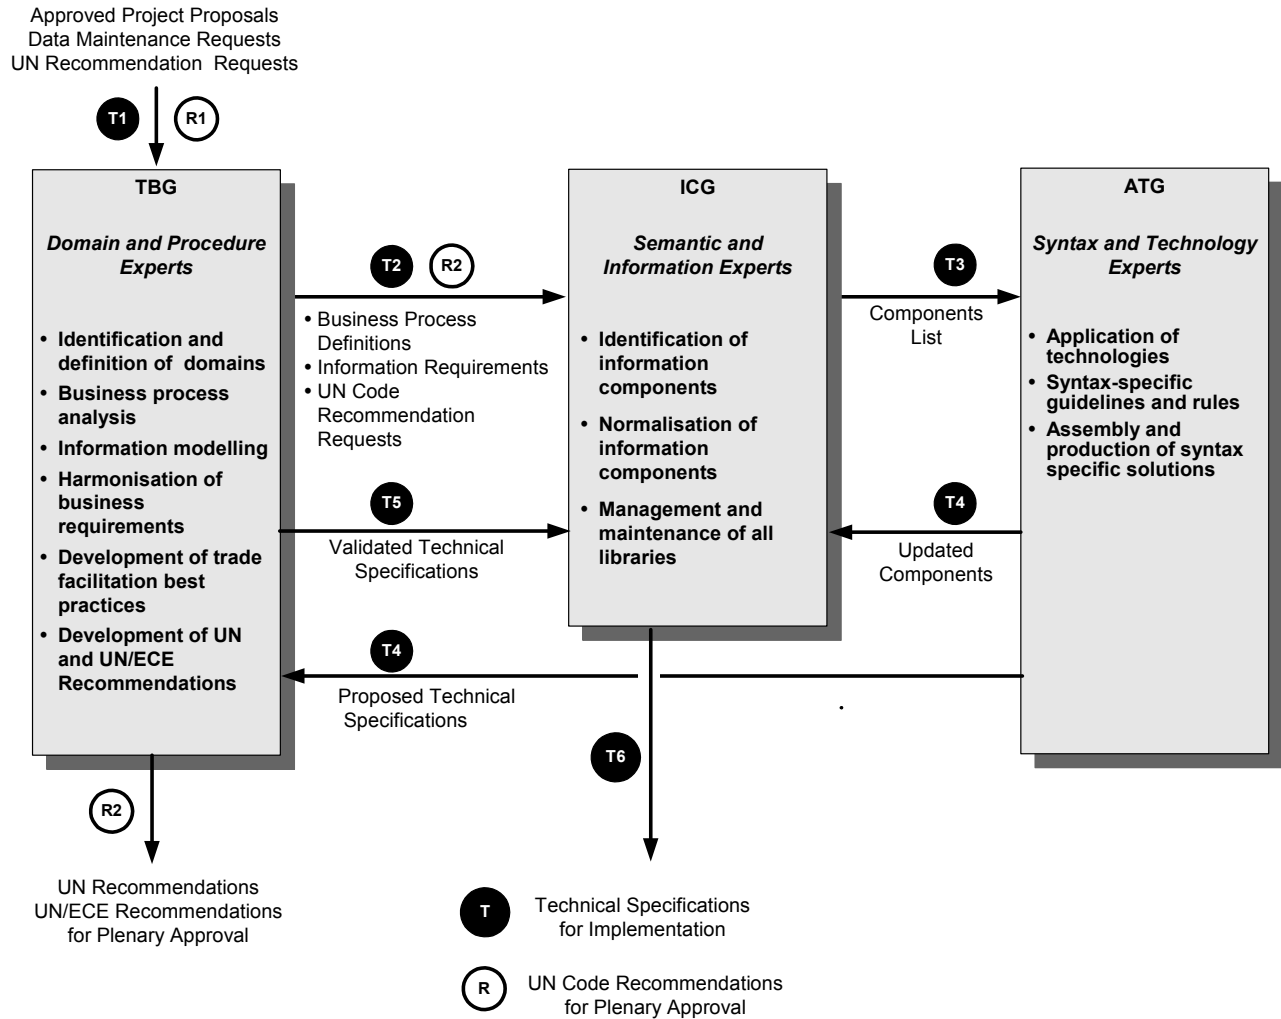 Approved Project Proposals
Data Maintenance Requests
UN Recommendation Requests
T1
R1
TBG
Domain and Procedure
Experts
• Identification and
definition of domains
• Business process
analysis
• Information modelling
• Harmonisation of
business
requirements
• Development of trade
facilitation best
practices
• Development of UN
and UN/ECE
Recommendations
T2
R2
• Business Process
Definitions
• Information Requirements
• UN Code
Recommendation
Requests
T5
Validated Technical
Specifications
T4
Proposed Technical
Specifications
ICG
Semantic and
Information Experts
• Identification of
information
components
• Normalisation of
information
components
• Management and
maintenance of all
libraries
T3
Components
List
T4
Updated
Components
ATG
Syntax and Technology
Experts
• Application of
technologies
• Syntax-specific
guidelines and rules
• Assembly and
production of syntax
specific solutions
T6
R2
UN Recommendations
UN/ECE Recommendations
for Plenary Approval
T
Technical Specifications
for Implementation
R
UN Code Recommendations
for Plenary Approval